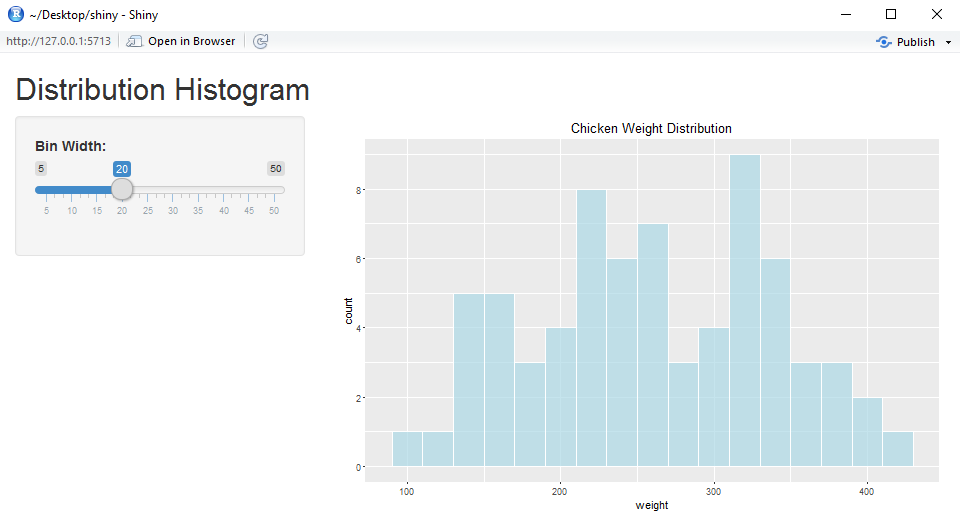 ~/Desktop/shiny - Shiny
http://127.0.0.1:5713 Open in Browser Publish
Distribution Histogram
Bin Width:
5 20 50
5 10 15 20 25 30 35 40 45 50
Chicken Weight Distribution
8
6
4
2
0
count
100 200 300 400
weight